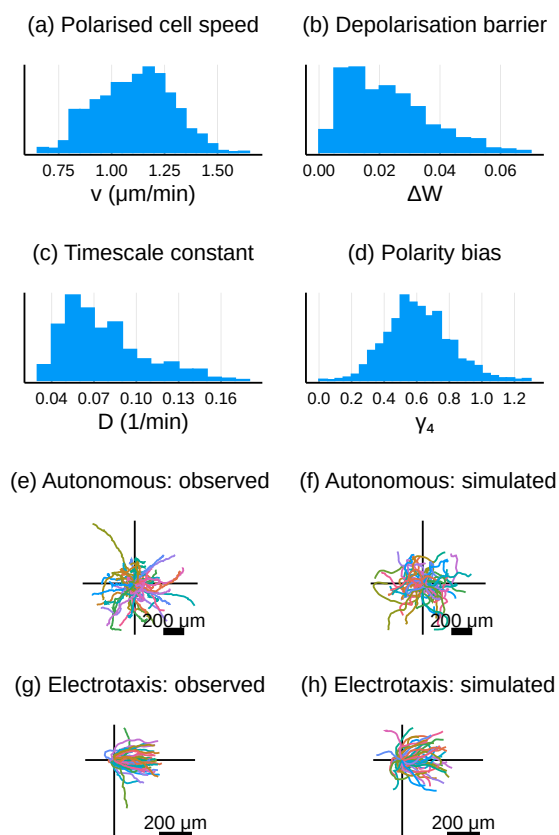 (a) Polarised cell speed
(b) Depolarisation barrier
0.75 1.00 1.25 1.50
v (μm/min)
0.00 0.02 0.04 0.06
ΔW
(c) Timescale constant
(d) Polarity bias
0.04 0.07 0.10 0.13 0.16
D (1/min)
0.0 0.2 0.4 0.6 0.8 1.0 1.2
γ₄
(e) Autonomous: observed
(f) Autonomous: simulated
200 μm
200 μm
(g) Electrotaxis: observed
(h) Electrotaxis: simulated
200 μm
200 μm